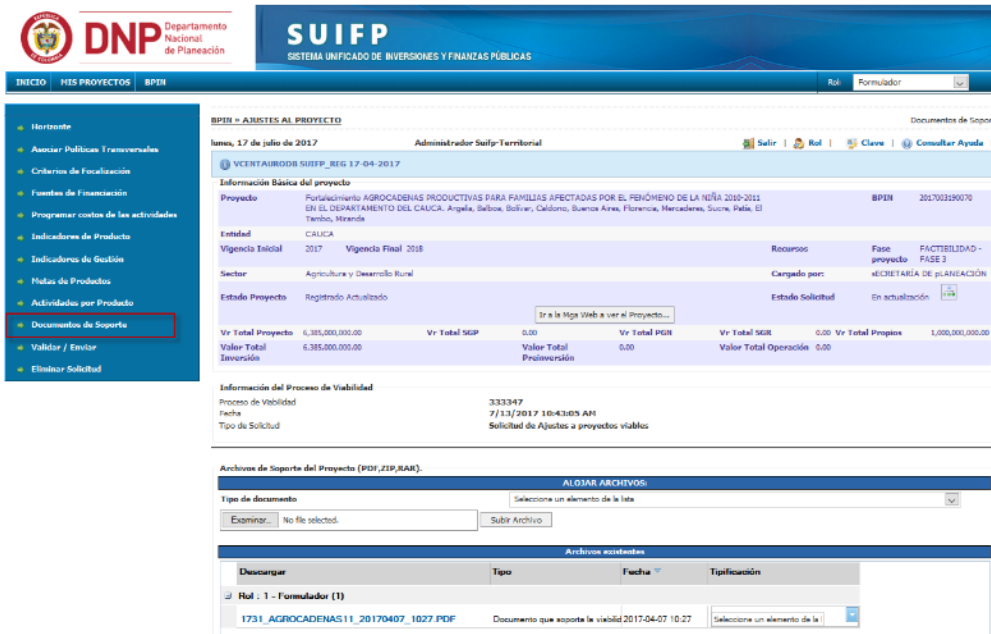 DNP Departamento Nacional de Planeación
SUIFP
SISTEMA UNIFICADO DE INVERSIONES Y FINANZAS PÚBLICAS
INICIO MIS PROYECTOS BPIN Rol: Formulador
Horizonte
Asociar Políticas Transversales
Criterios de Focalización
Fuentes de Financiación
Programar costos de las actividades
Indicadores de Producto
Indicadores de Gestión
Metas de Productos
Actividades por Producto
Documentos de Soporte
Validar / Enviar
Eliminar Solicitud
BPIN » AJUSTES AL PROYECTO Documentos de Sopor
lunes, 17 de julio de 2017 Administrador Suifp-Territorial Salir | Rol | Clave | Consultar Ayuda
VCENTAURODB SUIFP_REG 17-04-2017
Información Básica del proyecto
Proyecto Fortalecimiento AGROCADENAS PRODUCTIVAS PARA FAMILIAS AFECTADAS POR EL FENÓMENO DE LA NIÑA 2010-2011 BPIN 2017003190070
EN EL DEPARTAMENTO DEL CAUCA. Argelia, Balboa, Bolívar, Caldono, Buenos Aires, Florencia, Mercaderes, Sucre, Patía, El
Tambo, Miranda
Entidad CAUCA
Vigencia Inicial 2017 Vigencia Final 2018 Recursos Fase proyecto FACTIBILIDAD - FASE 3
Sector Agricultura y Desarrollo Rural Cargado por: sECRETARÍA DE pLANEACIÓN
Estado Proyecto Registrado Actualizado Estado Solicitud En actualización
Ir a la Mga Web a ver el Proyecto...
Vr Total Proyecto 6,385,000,000.00 Vr Total SGP 0.00 Vr Total PGN Vr Total SGR 0.00 Vr Total Propios 1,000,000,000.00
Valor Total Inversión 6.385.000.000.00 Valor Total Preinversión 0.00 Valor Total Operación 0.00
Información del Proceso de Viabilidad
Proceso de Viabilidad 333347
Fecha 7/13/2017 10:43:05 AM
Tipo de Solicitud Solicitud de Ajustes a proyectos viables
Archivos de Soporte del Proyecto (PDF,ZIP,RAR).
ALOJAR ARCHIVOS:
Tipo de documento Seleccione un elemento de la lista
Examinar... No file selected. Subir Archivo
Archivos existentes
Descargar Tipo Fecha Tipificación
Rol : 1 - Formulador (1)
1731_AGROCADENAS11_20170407_1027.PDF Documento que soporta la viabilid 2017-04-07 10:27 Seleccione un elemento de la l